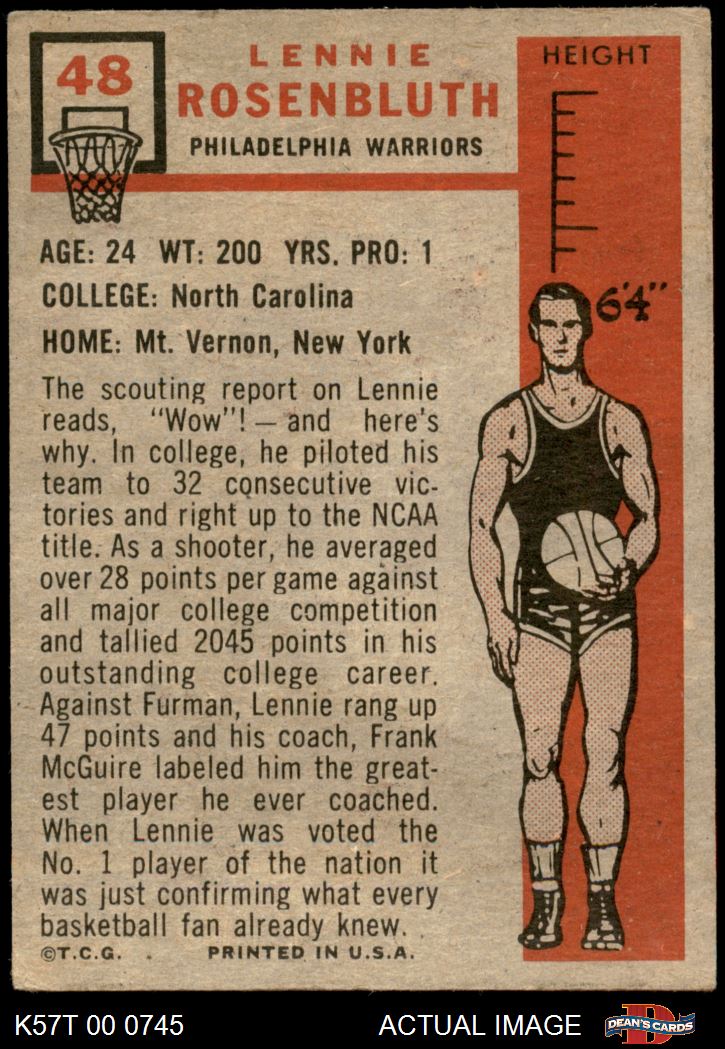 48
LENNIE
ROSENBLUTH
PHILADELPHIA WARRIORS
HEIGHT
6'4"
AGE: 24 WT: 200 YRS. PRO: 1
COLLEGE: North Carolina
HOME: Mt. Vernon, New York
The scouting report on Lennie
reads, "Wow"! — and here's
why. In college, he piloted his
team to 32 consecutive vic-
tories and right up to the NCAA
title. As a shooter, he averaged
over 28 points per game against
all major college competition
and tallied 2045 points in his
outstanding college career.
Against Furman, Lennie rang up
47 points and his coach, Frank
McGuire labeled him the great-
est player he ever coached.
When Lennie was voted the
No. 1 player of the nation it
was just confirming what every
basketball fan already knew.
©T.C.G. PRINTED IN U.S.A.
K57T 00 0745
ACTUAL IMAGE
D
DEAN'S CARDS